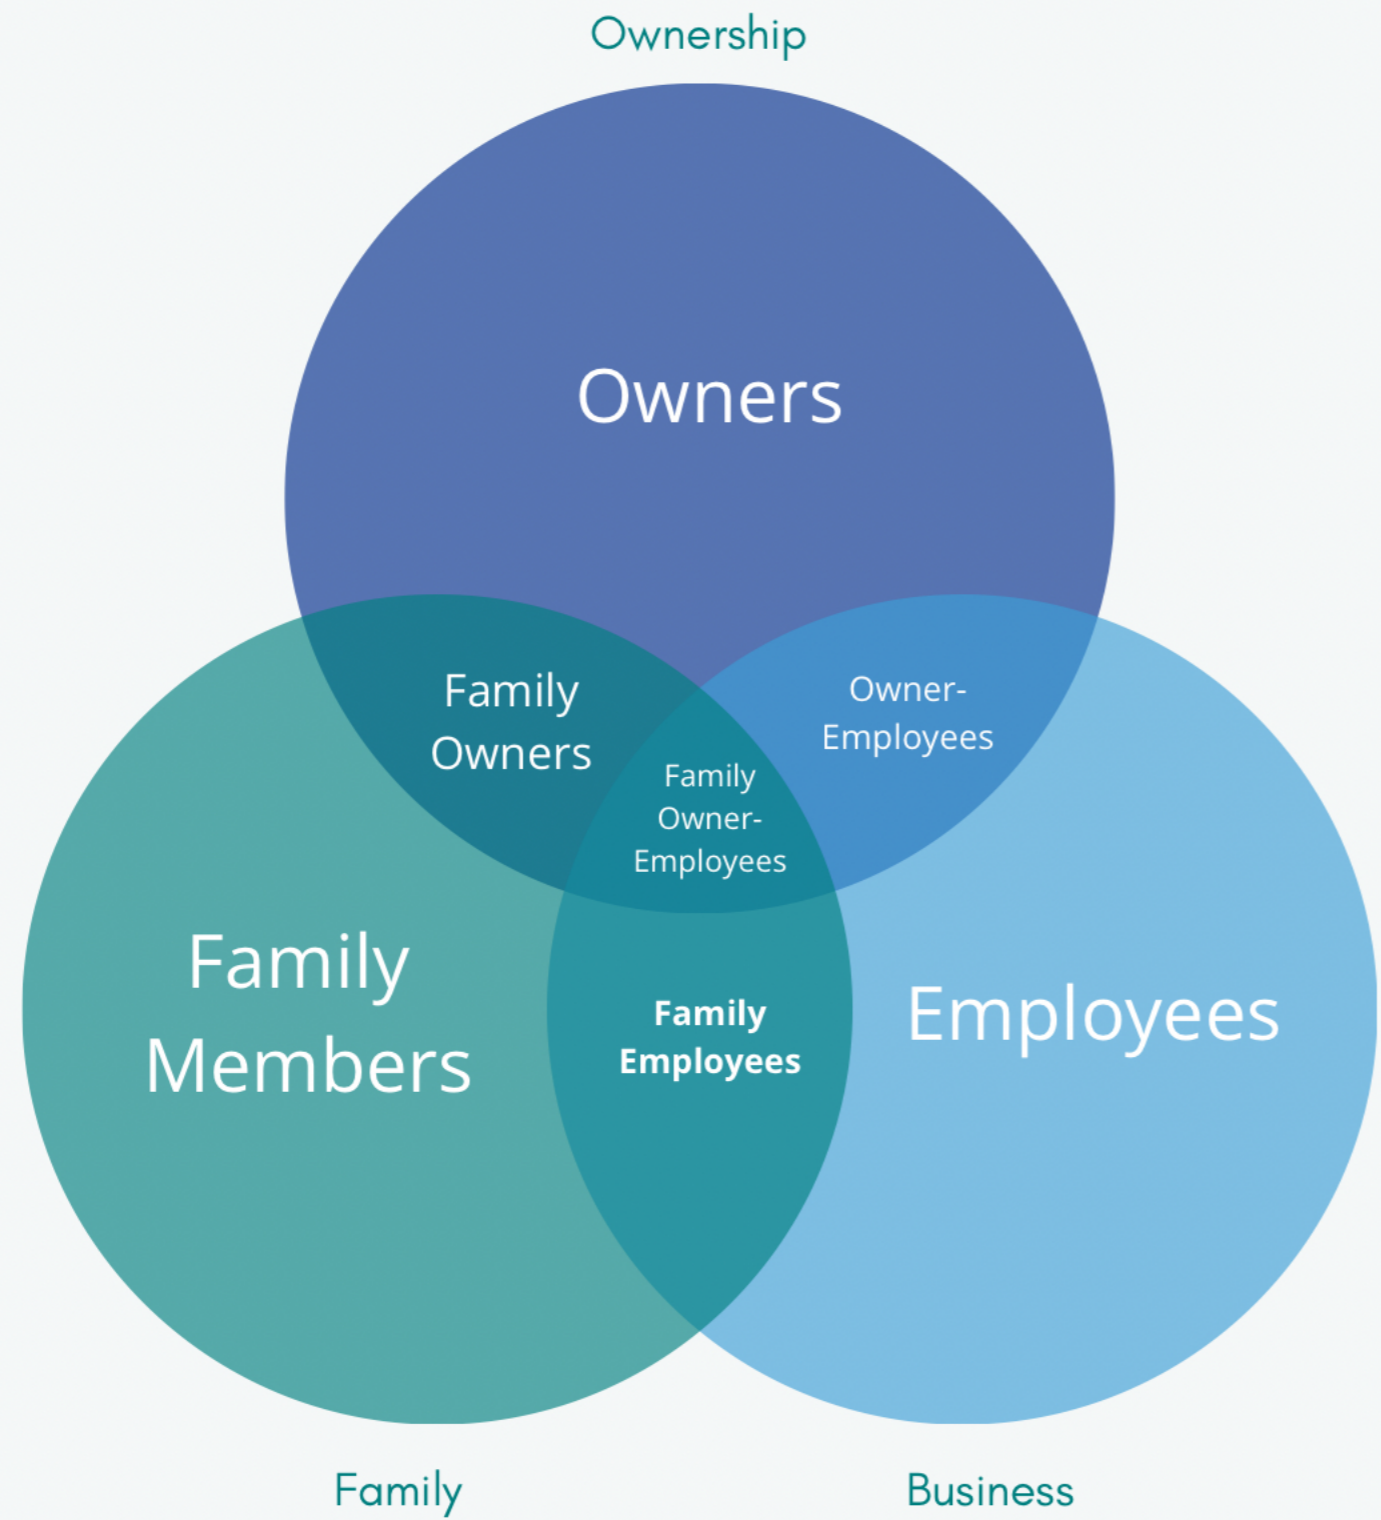 Ownership
Owners
Family
Owners
Owner-
Employees
Family
Owner-
Employees
Family
Members
Family
Employees
Employees
Family
Business